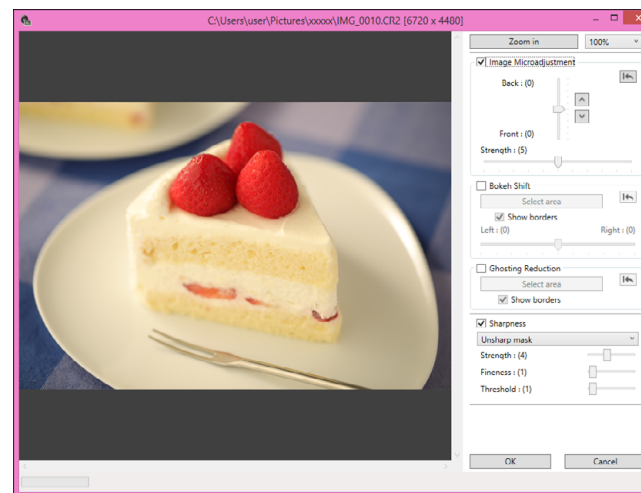 C:\Users\user\Pictures\xxxxx\IMG_0010.CR2 [6720 x 4480]
Zoom in
100%
Image Microadjustment
Back : (0)
Front : (0)
Strength : (5)
Bokeh Shift
Select area
Show borders
Left : (0) Right : (0)
Ghosting Reduction
Select area
Show borders
Sharpness
Unsharp mask
Strength : (4)
Fineness : (1)
Threshold : (1)
OK Cancel